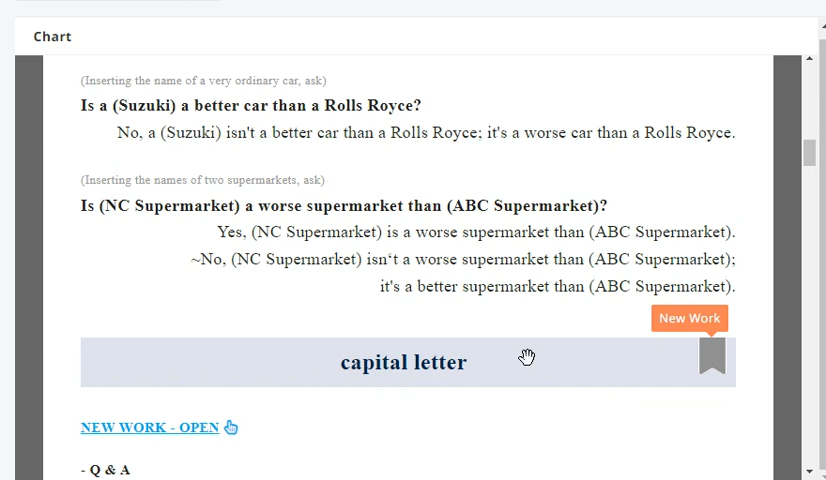 Chart
(Inserting the name of a very ordinary car, ask)
Is a (Suzuki) a better car than a Rolls Royce?
No, a (Suzuki) isn't a better car than a Rolls Royce; it's a worse car than a Rolls Royce.
(Inserting the names of two supermarkets, ask)
Is (NC Supermarket) a worse supermarket than (ABC Supermarket)?
Yes, (NC Supermarket) is a worse supermarket than (ABC Supermarket).
~No, (NC Supermarket) isn‘t a worse supermarket than (ABC Supermarket);
it's a better supermarket than (ABC Supermarket).
New Work
capital letter
NEW WORK - OPEN
- Q & A